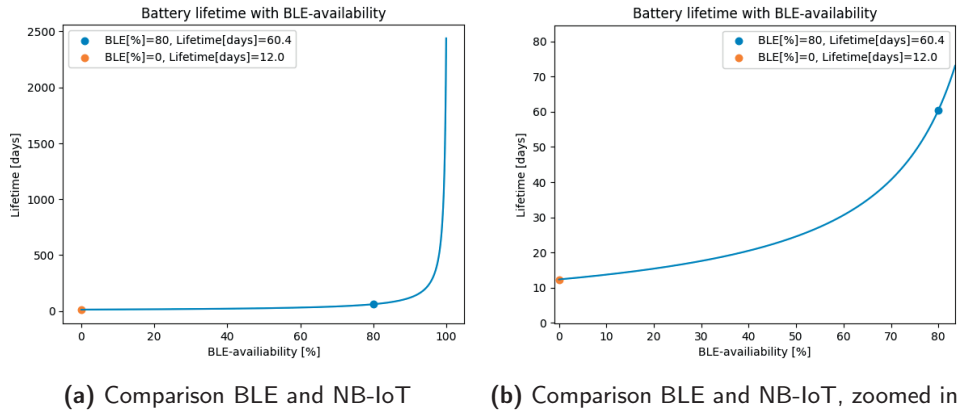 Battery lifetime with BLE-availability
BLE[%]=80, Lifetime[days]=60.4
BLE[%]=0, Lifetime[days]=12.0
2500
2000
1500
1000
500
0
Lifetime [days]
0 20 40 60 80 100
BLE-availiability [%]
(a) Comparison BLE and NB-IoT
Battery lifetime with BLE-availability
BLE[%]=80, Lifetime[days]=60.4
BLE[%]=0, Lifetime[days]=12.0
80
70
60
50
40
30
20
10
0
Lifetime [days]
0 10 20 30 40 50 60 70 80
BLE-availiability [%]
(b) Comparison BLE and NB-IoT, zoomed in